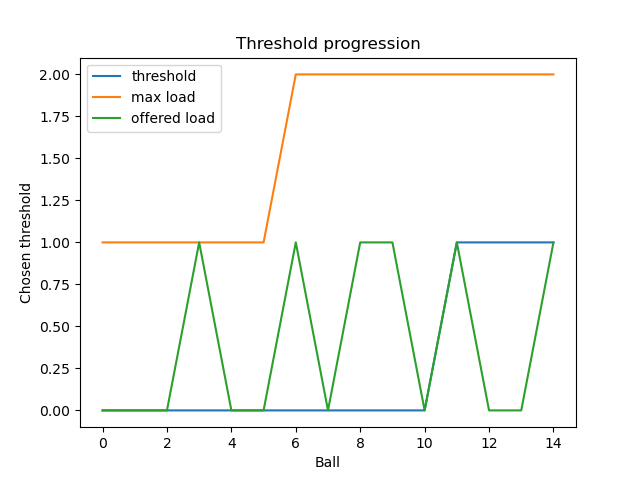 Threshold progression
threshold
max load
offered load
2.00
1.75
1.50
1.25
1.00
0.75
0.50
0.25
0.00
Chosen threshold
0 2 4 6 8 10 12 14
Ball